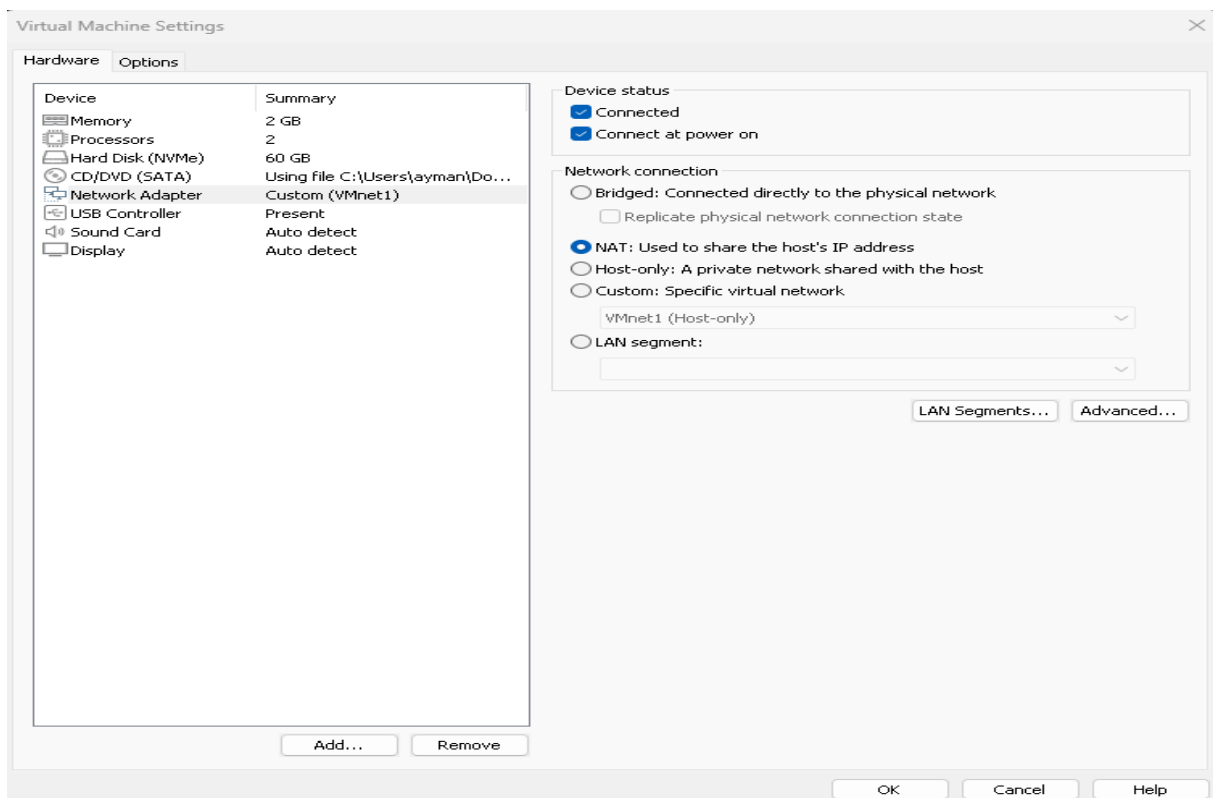 Virtual Machine Settings
Hardware Options
Device Summary
Memory 2 GB
Processors 2
Hard Disk (NVMe) 60 GB
CD/DVD (SATA) Using file C:\Users\ayman\Do...
Network Adapter Custom (VMnet1)
USB Controller Present
Sound Card Auto detect
Display Auto detect
Add... Remove
Device status
Connected
Connect at power on
Network connection
Bridged: Connected directly to the physical network
Replicate physical network connection state
NAT: Used to share the host's IP address
Host-only: A private network shared with the host
Custom: Specific virtual network
VMnet1 (Host-only)
LAN segment:
LAN Segments... Advanced...
OK Cancel Help